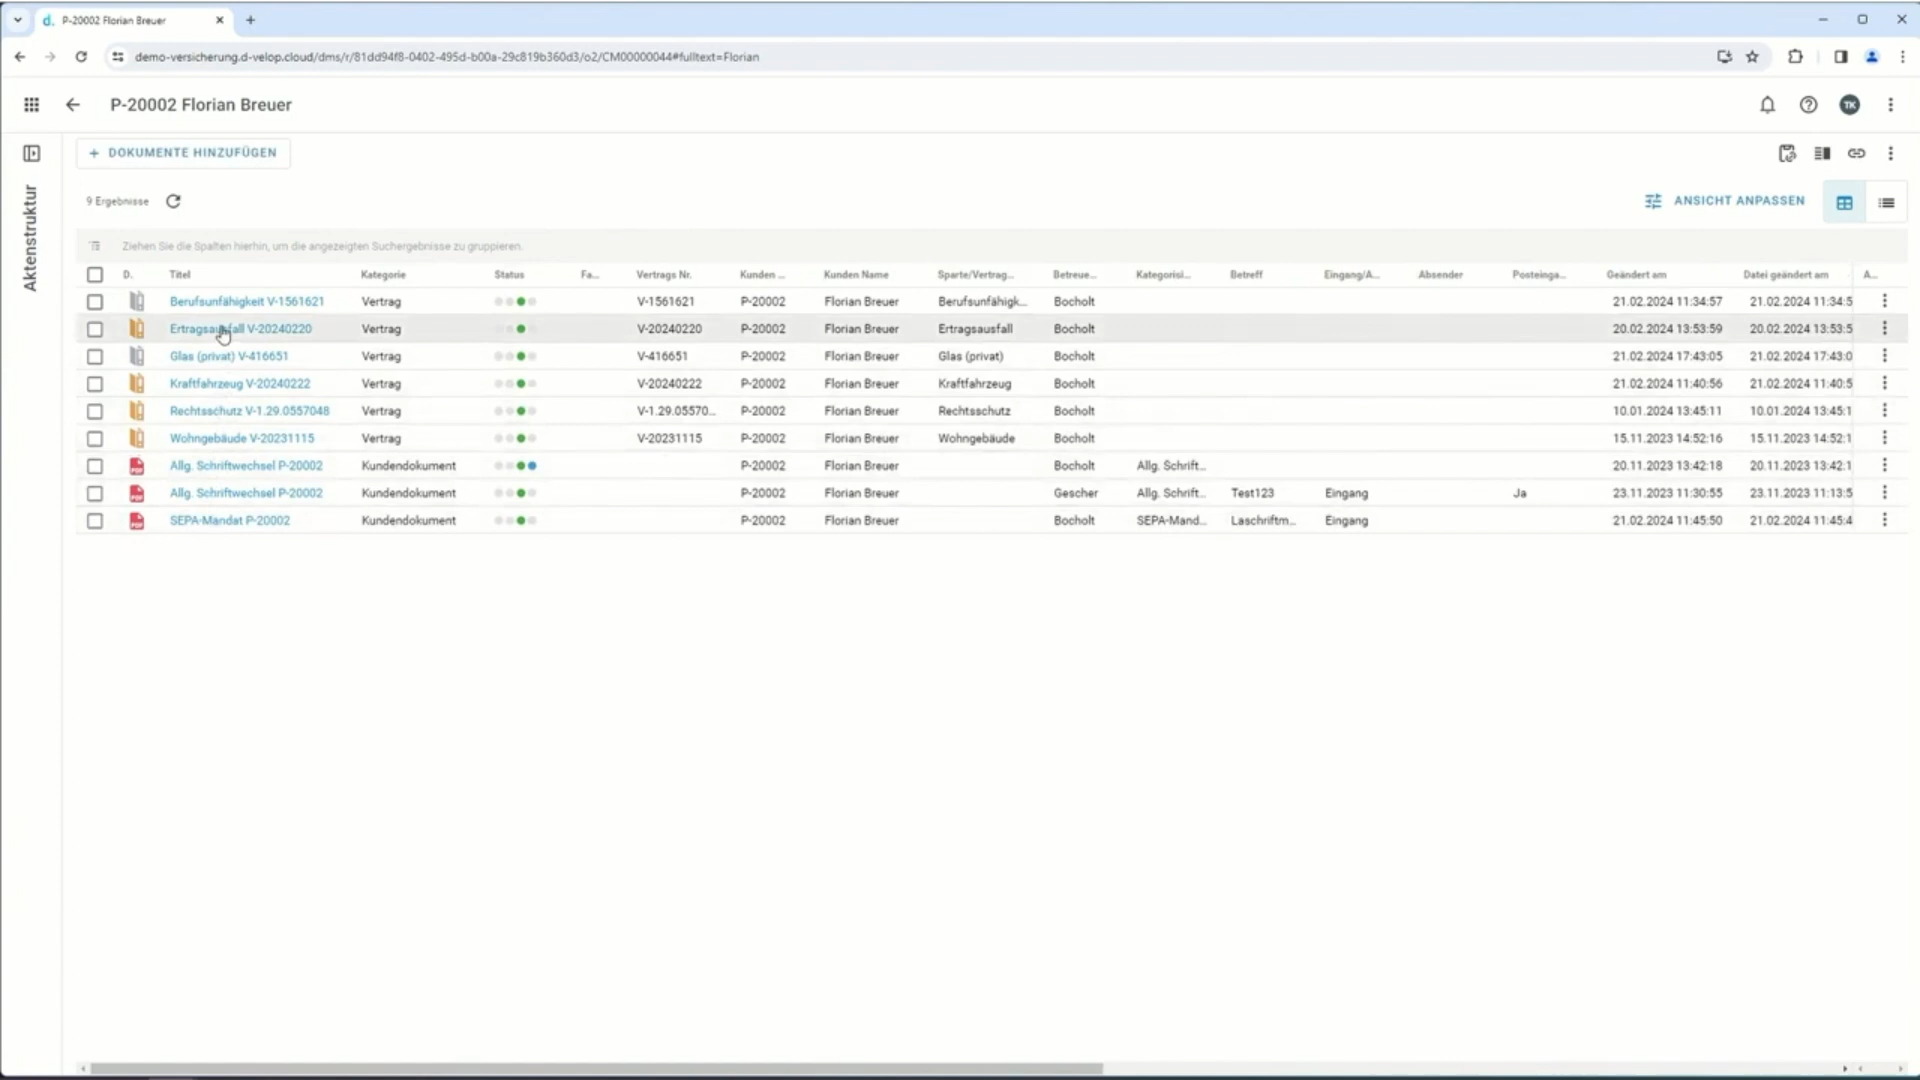 P-20002 Florian Breuer
demo-versicherung.d-velop.cloud/dms/r/81dd94f8-0402-495d-b00a-29c819b360d3/o2/CM00000044#fulltext=Florian
P-20002 Florian Breuer
TK
DOKUMENTE HINZUFÜGEN
Aktenstruktur
9 Ergebnisse
ANSICHT ANPASSEN
Ziehen Sie die Spalten hierhin, um die angezeigten Suchergebnisse zu gruppieren.
D. Titel Kategorie Status Fa... Vertrags Nr. Kunden ... Kunden Name Sparte/Vertrag... Betreue... Kategorisi... Betreff Eingang/A... Absender Posteinga... Geändert am Datei geändert am A...
Berufsunfähigkeit V-1561621 Vertrag V-1561621 P-20002 Florian Breuer Berufsunfähigk... Bocholt 21.02.2024 11:34:57 21.02.2024 11:34:5
Ertragsausfall V-20240220 Vertrag V-20240220 P-20002 Florian Breuer Ertragsausfall Bocholt 20.02.2024 13:53:59 20.02.2024 13:53:5
Glas (privat) V-416651 Vertrag V-416651 P-20002 Florian Breuer Glas (privat) Bocholt 21.02.2024 17:43:05 21.02.2024 17:43:0
Kraftfahrzeug V-20240222 Vertrag V-20240222 P-20002 Florian Breuer Kraftfahrzeug Bocholt 21.02.2024 11:40:56 21.02.2024 11:40:5
Rechtsschutz V-1.29.0557048 Vertrag V-1.29.05570... P-20002 Florian Breuer Rechtsschutz Bocholt 10.01.2024 13:45:11 10.01.2024 13:45:1
Wohngebäude V-20231115 Vertrag V-20231115 P-20002 Florian Breuer Wohngebäude Bocholt 15.11.2023 14:52:16 15.11.2023 14:52:1
Allg. Schriftwechsel P-20002 Kundendokument P-20002 Florian Breuer Bocholt Allg. Schrift... 20.11.2023 13:42:18 20.11.2023 13:42:1
Allg. Schriftwechsel P-20002 Kundendokument P-20002 Florian Breuer Gescher Allg. Schrift... Test123 Eingang Ja 23.11.2023 11:30:55 23.11.2023 11:13:5
SEPA-Mandat P-20002 Kundendokument P-20002 Florian Breuer Bocholt SEPA-Mand... Laschriftm... Eingang 21.02.2024 11:45:50 21.02.2024 11:45:4